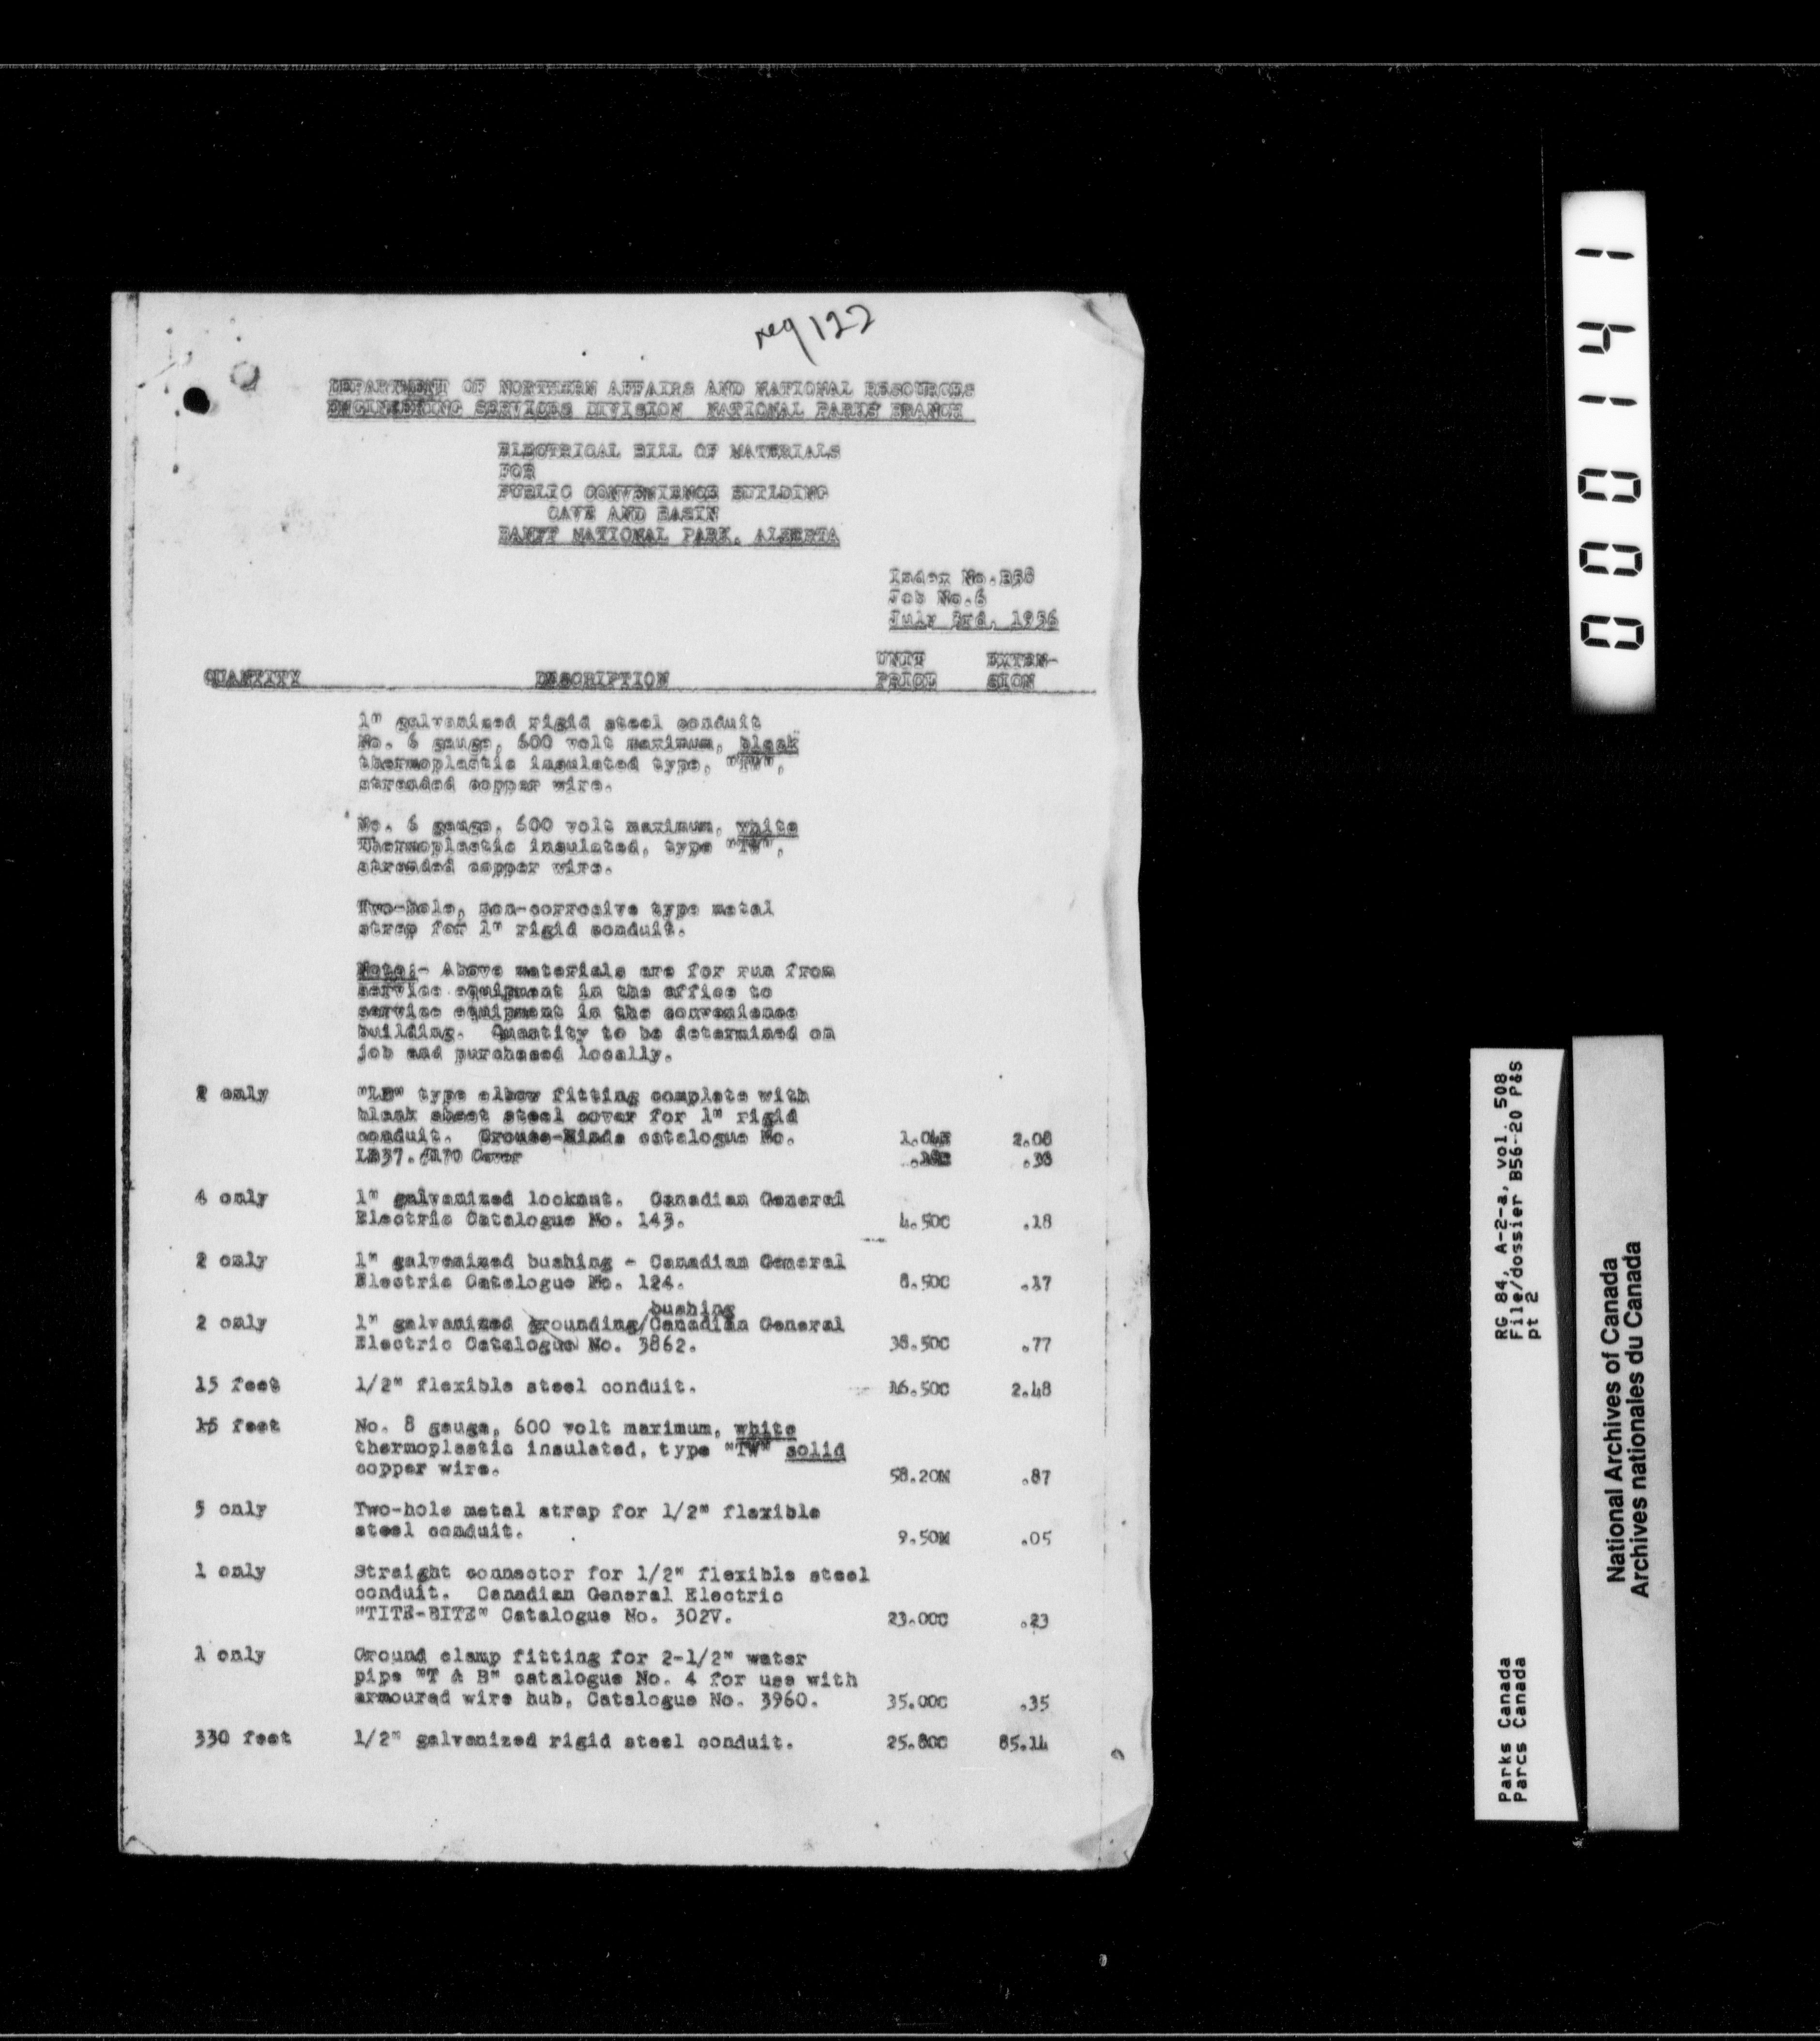 req 122
DEPARTMENT OF NORTHERN AFFAIRS AND NATIONAL RESOURCES
ENGINEERING SERVICES DIVISION NATIONAL PARKS BRANCH
ELECTRICAL BILL OF MATERIALS
FOR
PUBLIC CONVENIENCE BUILDING
CAVE AND BASIN
BANFF NATIONAL PARK, ALBERTA
Index No.B58
Job No.6
July 3rd, 1956
QUANTITY DESCRIPTION UNIT PRICE EXTEN-SION
1" galvanized rigid steel conduit
No. 6 gauge, 600 volt maximum, black
thermoplastic insulated type, "TW",
stranded copper wire.
No. 6 gauge, 600 volt maximum, white
Thermoplastic insulated, type "TW",
stranded copper wire.
Two-hole, non-corrosive type metal
strap for 1" rigid conduit.
Note:- Above materials are for run from
service equipment in the office to
service equipment in the convenience
building. Quantity to be determined on
job and purchased locally.
2 only "LB" type elbow fitting complete with
blank sheet steel cover for 1" rigid
conduit. Crouse-Hinds catalogue No. 2.08
LB37. Cover .38
4 only 1" galvanized locknut. Canadian General
Electric Catalogue No. 143. 4.50C .18
2 only 1" galvanized bushing - Canadian General
Electric Catalogue No. 124. 8.50C .17
bushing
2 only 1" galvanized grounding/Canadian General
Electric Catalogue No. 3862. 38.50C .77
15 feet 1/2" flexible steel conduit. 16.50C 2.48
15 feet No. 8 gauge, 600 volt maximum, white
thermoplastic insulated, type "TW" solid
copper wire. 58.20M .87
5 only Two-hole metal strap for 1/2" flexible
steel conduit. 9.50M .05
1 only Straight connector for 1/2" flexible steel
conduit. Canadian General Electric
"TITE-BITE" Catalogue No. 302V. 23.00C .23
1 only Ground clamp fitting for 2-1/2" water
pipe "T & B" catalogue No. 4 for use with
armoured wire hub, Catalogue No. 3960. 35.00C .35
330 feet 1/2" galvanized rigid steel conduit. 25.80C 85.14
000141
RG 84, A-2-a, vol. 508
File/dossier B56-20 P&S
pt 2
Parks Canada
Parcs Canada
National Archives of Canada
Archives nationales du Canada